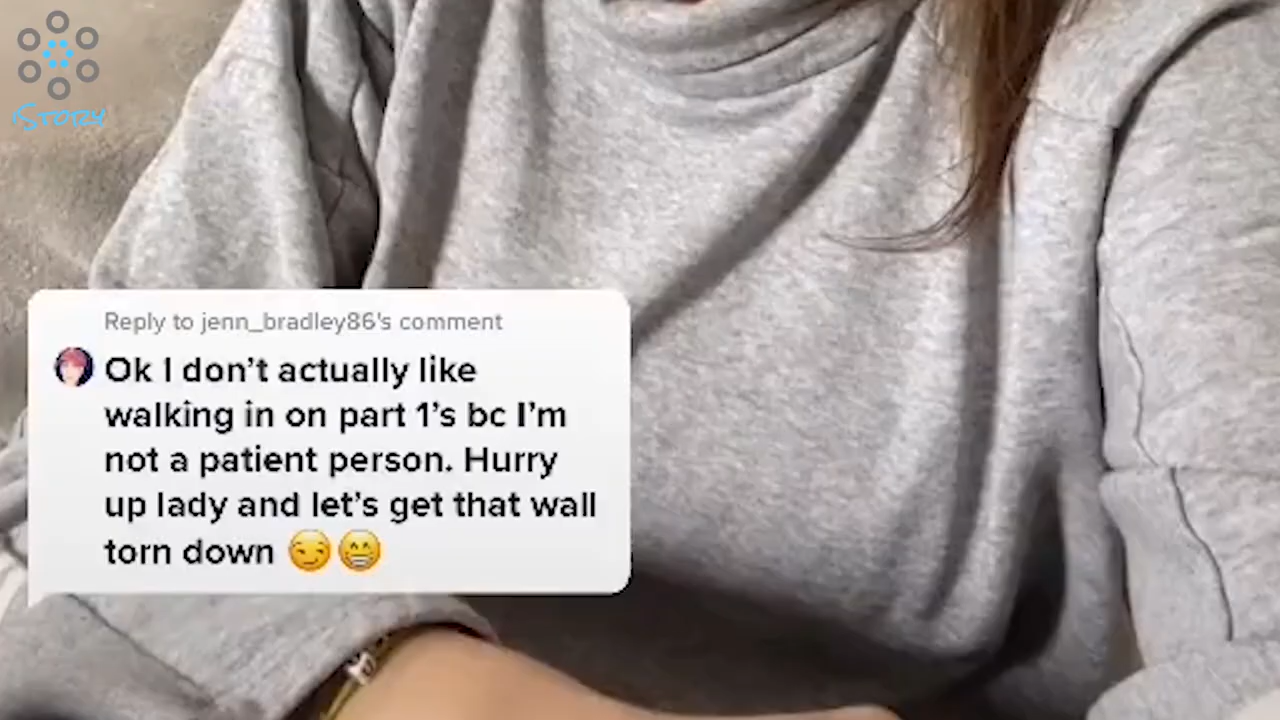 iSTORY
Reply to jenn_bradley86's comment
Ok I don’t actually like
walking in on part 1’s bc I’m
not a patient person. Hurry
up lady and let’s get that wall
torn down 😏😁